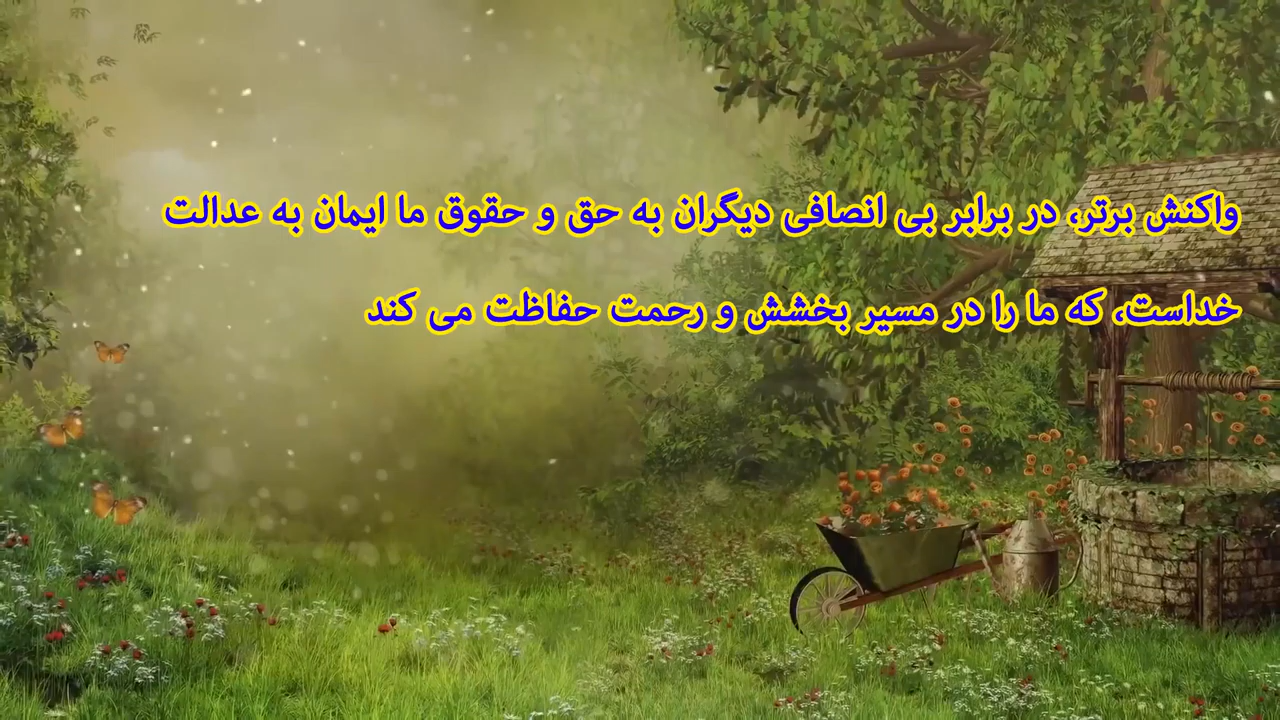 واکنش برتر، در برابر بی انصافی دیگران به حق و حقوق ما ایمان به عدالت
خداست، که ما را در مسیر بخشش و رحمت حفاظت می کند